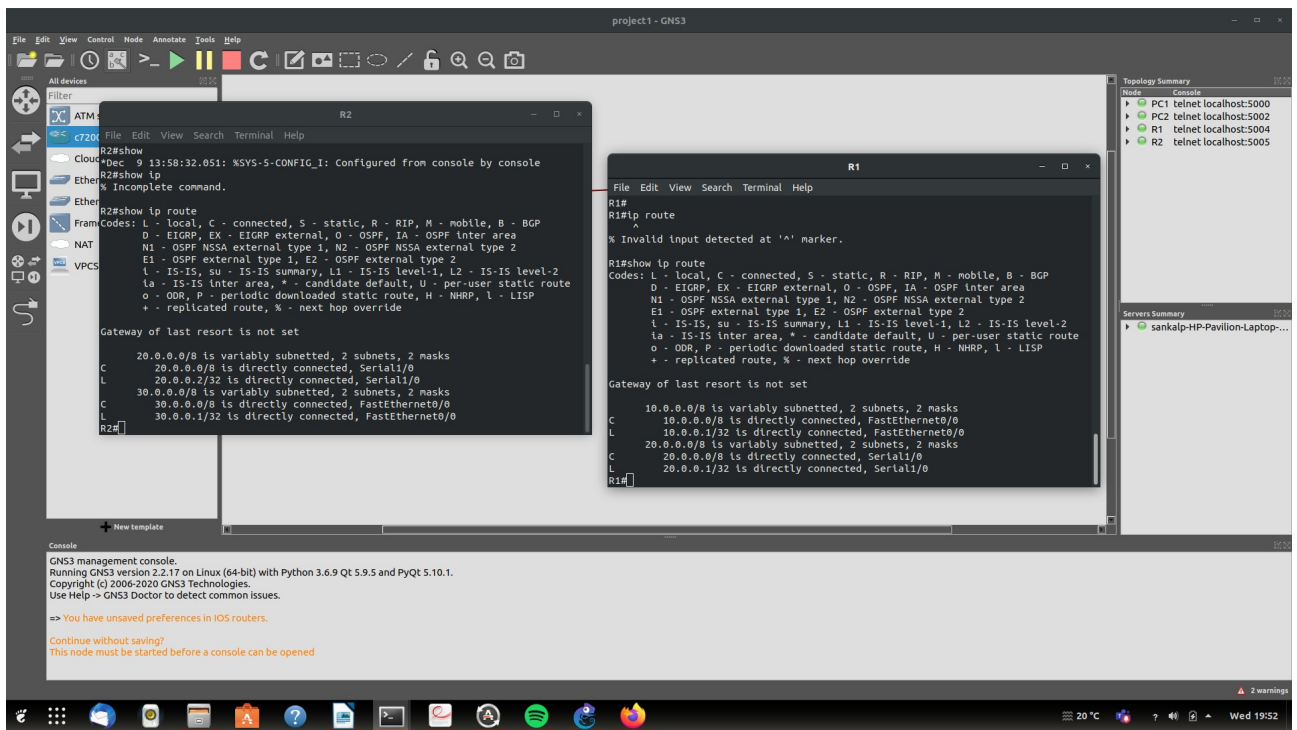 project1 - GNS3
File Edit View Control Node Annotate Tools Help
All devices
Filter
ATM s
c7200
Cloud
Ether
Ether
Fram
NAT
VPCS
New template
R2
File Edit View Search Terminal Help
R2#show
*Dec  9 13:58:32.051: %SYS-5-CONFIG_I: Configured from console by console
R2#show ip
% Incomplete command.
R2#show ip route
Codes: L - local, C - connected, S - static, R - RIP, M - mobile, B - BGP
D - EIGRP, EX - EIGRP external, O - OSPF, IA - OSPF inter area
N1 - OSPF NSSA external type 1, N2 - OSPF NSSA external type 2
E1 - OSPF external type 1, E2 - OSPF external type 2
i - IS-IS, su - IS-IS summary, L1 - IS-IS level-1, L2 - IS-IS level-2
ia - IS-IS inter area, * - candidate default, U - per-user static route
o - ODR, P - periodic downloaded static route, H - NHRP, l - LISP
+ - replicated route, % - next hop override
Gateway of last resort is not set
20.0.0.0/8 is variably subnetted, 2 subnets, 2 masks
C 20.0.0.0/8 is directly connected, Serial1/0
L 20.0.0.2/32 is directly connected, Serial1/0
30.0.0.0/8 is variably subnetted, 2 subnets, 2 masks
C 30.0.0.0/8 is directly connected, FastEthernet0/0
L 30.0.0.1/32 is directly connected, FastEthernet0/0
R2#
R1
File Edit View Search Terminal Help
R1#
R1#ip route
^
% Invalid input detected at '^' marker.
R1#show ip route
Codes: L - local, C - connected, S - static, R - RIP, M - mobile, B - BGP
D - EIGRP, EX - EIGRP external, O - OSPF, IA - OSPF inter area
N1 - OSPF NSSA external type 1, N2 - OSPF NSSA external type 2
E1 - OSPF external type 1, E2 - OSPF external type 2
i - IS-IS, su - IS-IS summary, L1 - IS-IS level-1, L2 - IS-IS level-2
ia - IS-IS inter area, * - candidate default, U - per-user static route
o - ODR, P - periodic downloaded static route, H - NHRP, l - LISP
+ - replicated route, % - next hop override
Gateway of last resort is not set
10.0.0.0/8 is variably subnetted, 2 subnets, 2 masks
C 10.0.0.0/8 is directly connected, FastEthernet0/0
L 10.0.0.1/32 is directly connected, FastEthernet0/0
20.0.0.0/8 is variably subnetted, 2 subnets, 2 masks
C 20.0.0.0/8 is directly connected, Serial1/0
L 20.0.0.1/32 is directly connected, Serial1/0
R1#
Topology Summary
Node Console
PC1 telnet localhost:5000
PC2 telnet localhost:5002
R1 telnet localhost:5004
R2 telnet localhost:5005
Servers Summary
sankalp-HP-Pavilion-Laptop-...
Console
GNS3 management console.
Running GNS3 version 2.2.17 on Linux (64-bit) with Python 3.6.9 Qt 5.9.5 and PyQt 5.10.1.
Copyright (c) 2006-2020 GNS3 Technologies.
Use Help -> GNS3 Doctor to detect common issues.
=> You have unsaved preferences in IOS routers.
Continue without saving?
This node must be started before a console can be opened
2 warnings
20 °C
Wed 19:52